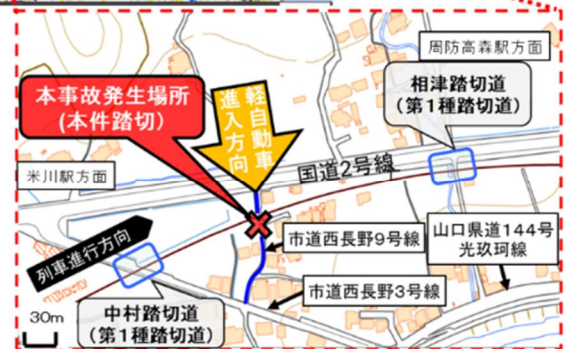 周防高森駅方面
本事故発生場所
(本件踏切)
軽自動車
進入方向
相津踏切道
(第1種踏切道)
国道2号線
米川駅方面
列車進行方向
市道西長野9号線
山口県道144号
光玖珂線
市道西長野3号線
中村踏切道
(第1種踏切道)
30m